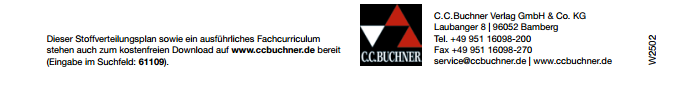 Dieser Stoffverteilungsplan sowie ein ausführliches Fachcurriculum
stehen auch zum kostenfreien Download auf www.ccbuchner.de bereit
(Eingabe im Suchfeld: 61109).
C.C.BUCHNER
C.C.Buchner Verlag GmbH & Co. KG
Laubanger 8 | 96052 Bamberg
Tel. +49 951 16098-200
Fax +49 951 16098-270
service@ccbuchner.de | www.ccbuchner.de
W2502